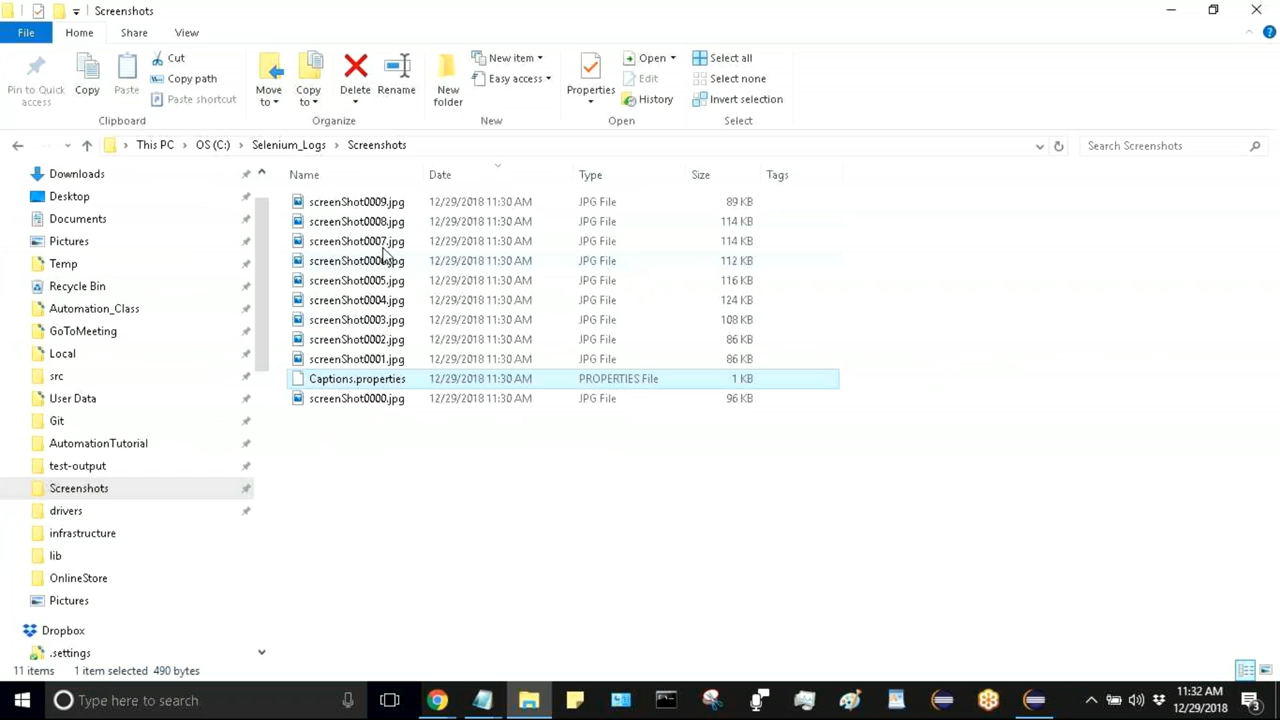 Screenshots
File Home Share View
Pin to Quick access
Copy
Paste
Cut
Copy path
Paste shortcut
Clipboard
Move to
Copy to
Delete
Rename
Organize
New folder
New item
Easy access
New
Properties
Open
Edit
History
Open
Select all
Select none
Invert selection
Select
This PC OS (C:) Selenium_Logs Screenshots
Search Screenshots
Downloads
Desktop
Documents
Pictures
Temp
Recycle Bin
Automation_Class
GoToMeeting
Local
src
User Data
Git
AutomationTutorial
test-output
Screenshots
drivers
infrastructure
lib
OnlineStore
Pictures
Dropbox
.settings
Name Date Type Size Tags
screenShot0009.jpg 12/29/2018 11:30 AM JPG File 89 KB
screenShot0008.jpg 12/29/2018 11:30 AM JPG File 114 KB
screenShot0007.jpg 12/29/2018 11:30 AM JPG File 114 KB
screenShot0006.jpg 12/29/2018 11:30 AM JPG File 112 KB
screenShot0005.jpg 12/29/2018 11:30 AM JPG File 116 KB
screenShot0004.jpg 12/29/2018 11:30 AM JPG File 124 KB
screenShot0003.jpg 12/29/2018 11:30 AM JPG File 108 KB
screenShot0002.jpg 12/29/2018 11:30 AM JPG File 86 KB
screenShot0001.jpg 12/29/2018 11:30 AM JPG File 86 KB
Captions.properties 12/29/2018 11:30 AM PROPERTIES File 1 KB
screenShot0000.jpg 12/29/2018 11:30 AM JPG File 96 KB
11 items 1 item selected 490 bytes
Type here to search
11:32 AM
12/29/2018
3